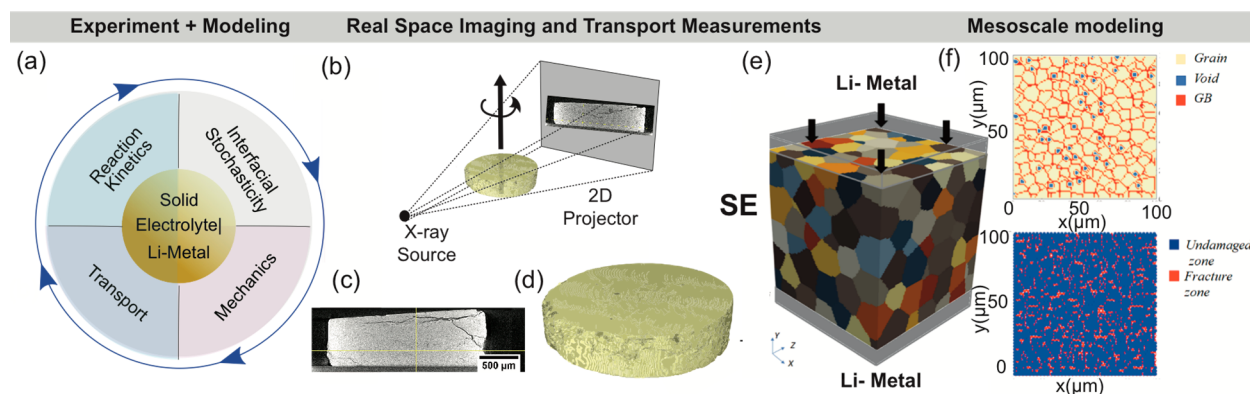 Experiment + Modeling
Real Space Imaging and Transport Measurements
Mesoscale modeling
(a)
Reaction
Kinetics
Interfacial
Stochasticity
Solid
Electrolyte|
Li-Metal
Transport
Mechanics
(b)
X-ray
Source
2D
Projector
(c)
500 µm
(d)
(e)
Li- Metal
SE
Li- Metal
Y
Z
X
(f)
100
50
0
y(µm)
0
50
100
x(µm)
Grain
Void
GB
100
50
0
y(µm)
x(µm)
Undamaged
zone
Fracture
zone